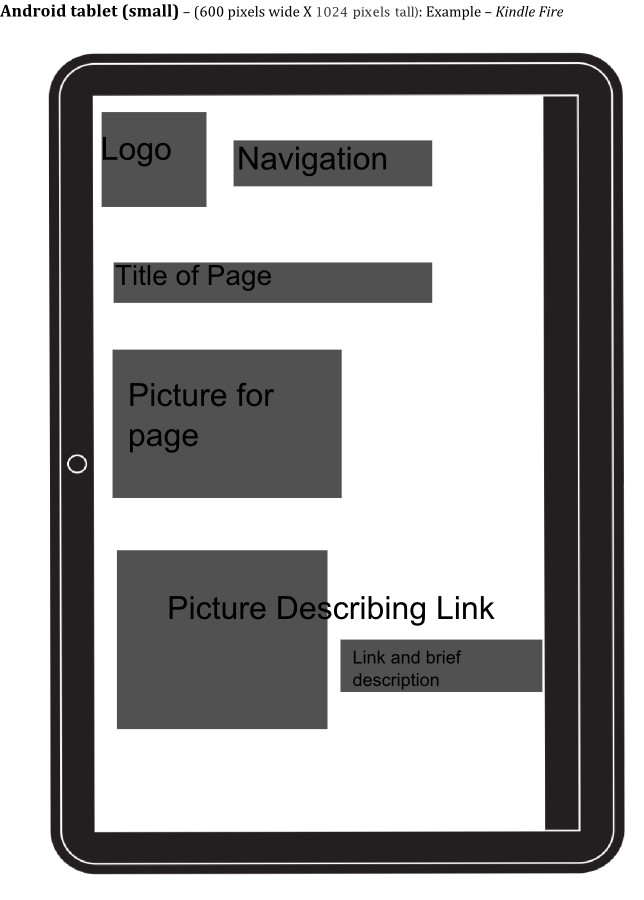 Android tablet (small) – (600 pixels wide X 1024 pixels tall): Example – Kindle Fire
Logo
Navigation
Title of Page
Picture for
page
Picture Describing Link
Link and brief
description